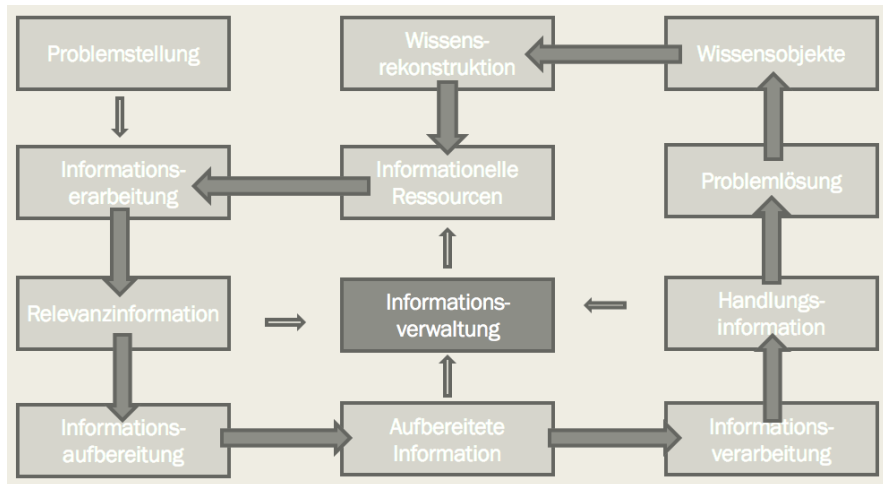 Problemstellung
Wissens-
rekonstruktion
Wissensobjekte
Informations-
erarbeitung
Informationelle
Ressourcen
Problemlösung
Relevanzinformation
Informations-
verwaltung
Handlungs-
information
Informations-
aufbereitung
Aufbereitete
Information
Informations-
verarbeitung